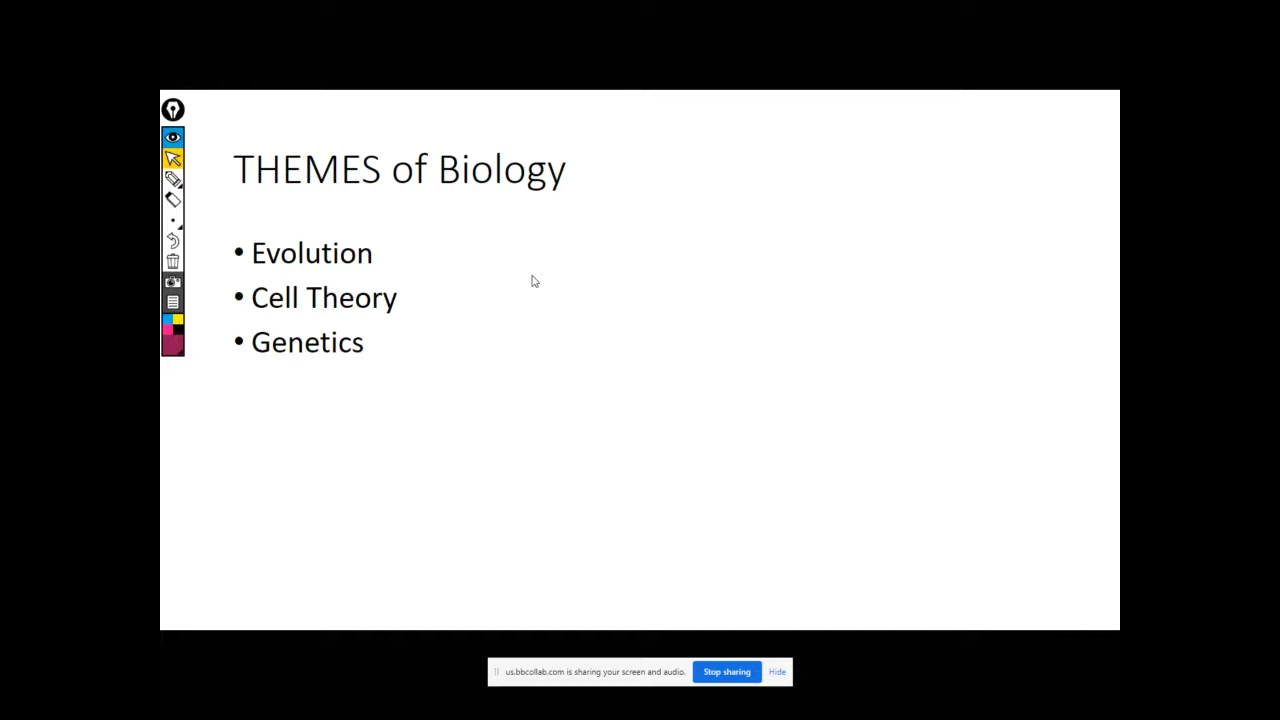 THEMES of Biology
• Evolution
• Cell Theory
• Genetics
us.bbcollab.com is sharing your screen and audio. Stop sharing Hide